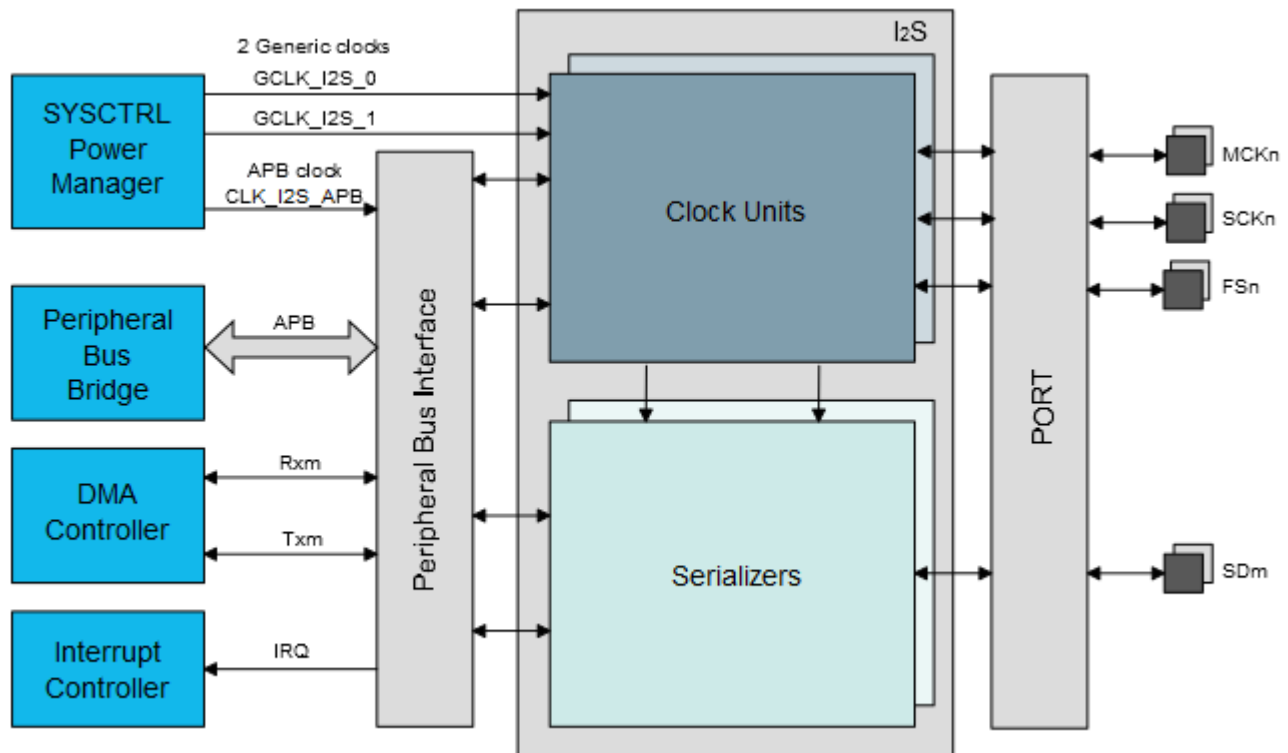 I2S
2 Generic clocks
GCLK_I2S_0
GCLK_I2S_1
SYSCTRL
Power
Manager
APB clock
CLK_I2S_APB
Clock Units
MCKn
SCKn
FSn
Peripheral
Bus
Bridge
APB
Peripheral Bus Interface
PORT
DMA
Controller
Rxm
Txm
Serializers
SDm
Interrupt
Controller
IRQ